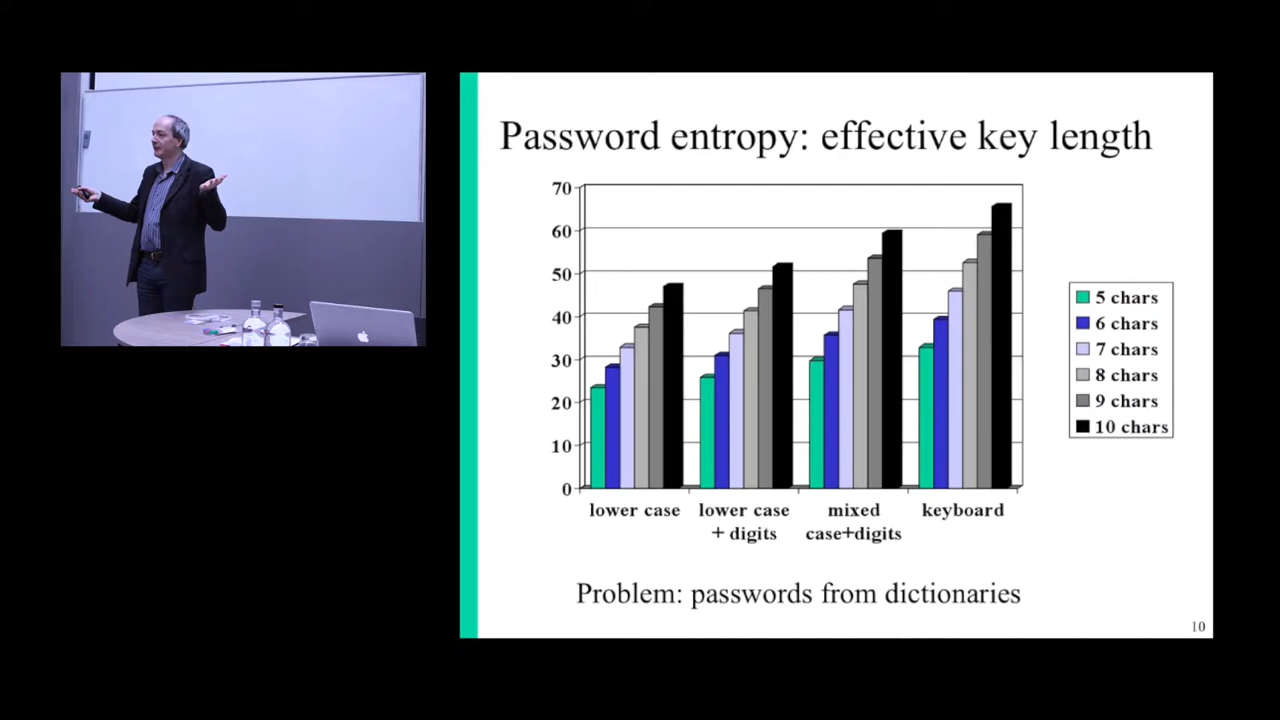 Password entropy: effective key length
70
60
50
40
30
20
10
0
lower case
lower case
+ digits
mixed
case+digits
keyboard
5 chars
6 chars
7 chars
8 chars
9 chars
10 chars
Problem: passwords from dictionaries
10